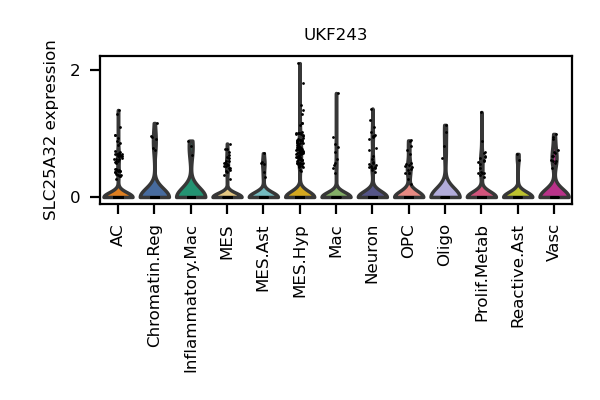 UKF243
SLC25A32 expression
2
0
AC
Chromatin.Reg
Inflammatory.Mac
MES
MES.Ast
MES.Hyp
Mac
Neuron
OPC
Oligo
Prolif.Metab
Reactive.Ast
Vasc